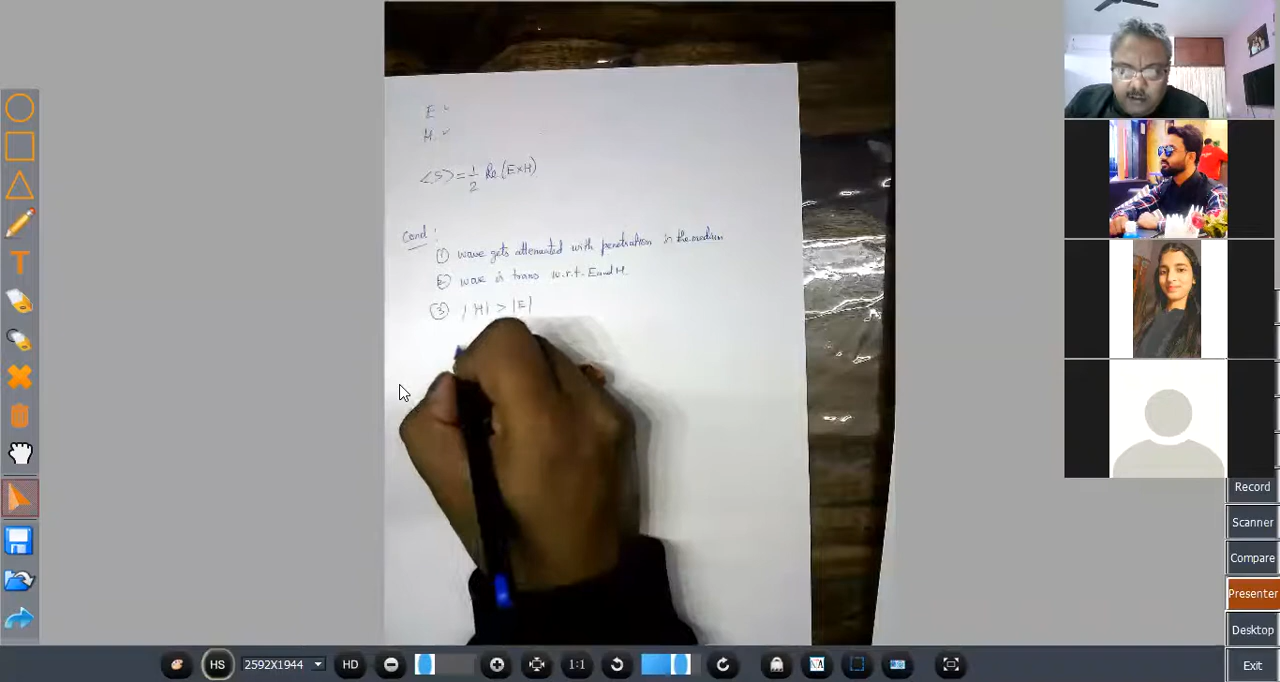 E "
H "
<S> = 1/2 Re (E×H)
Cond :
① wave gets attenuated with penetration in the medium
② wave is trans w.r.t. E and H
③ |H| > |E|
Record
Scanner
Compare
Presenter
Desktop
Exit
HS
2592X1944
HD
1:1